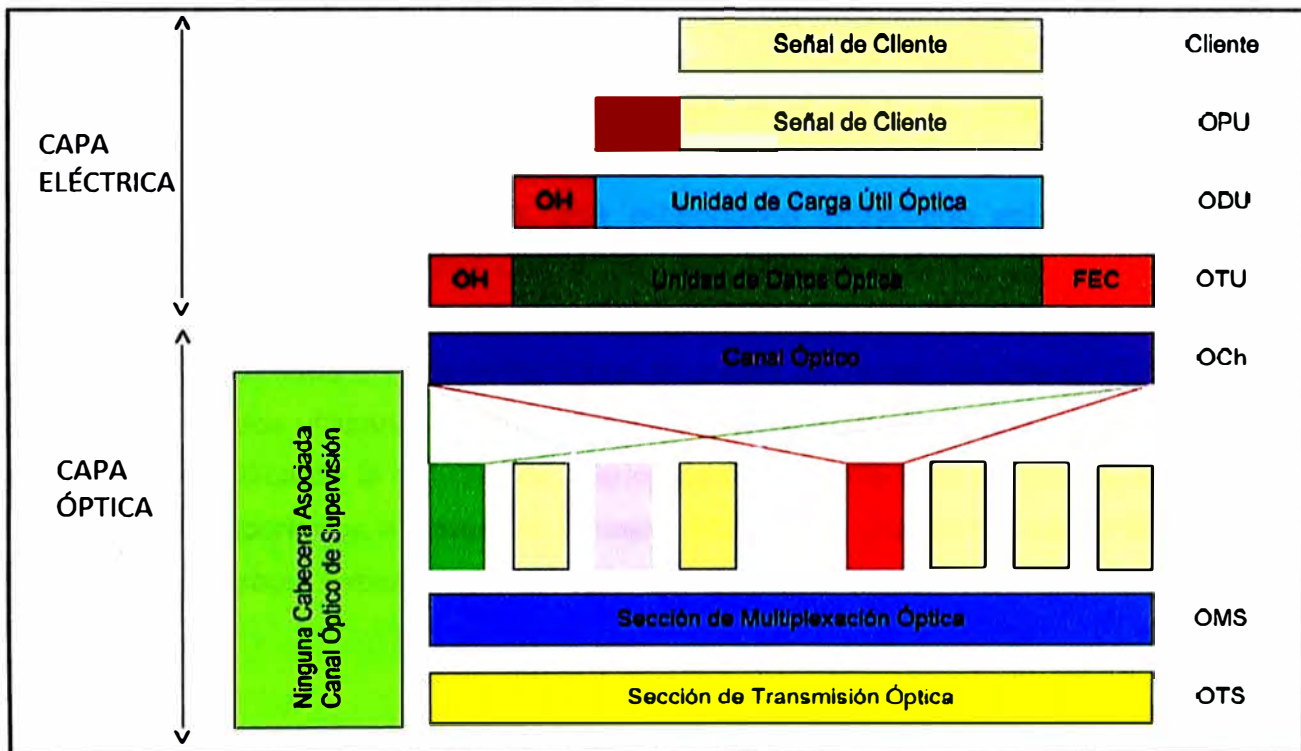 Señal de Cliente Cliente
Señal de Cliente OPU
CAPA
ELÉCTRICA
OH Unidad de Carga Útil Óptica ODU
OH Unidad de Datos Óptica FEC OTU
Canal Óptico OCh
CAPA
ÓPTICA
Ninguna Cabecera Asociada
Canal Óptico de Supervisión
Sección de Multiplexación Óptica OMS
Sección de Transmisión Óptica OTS